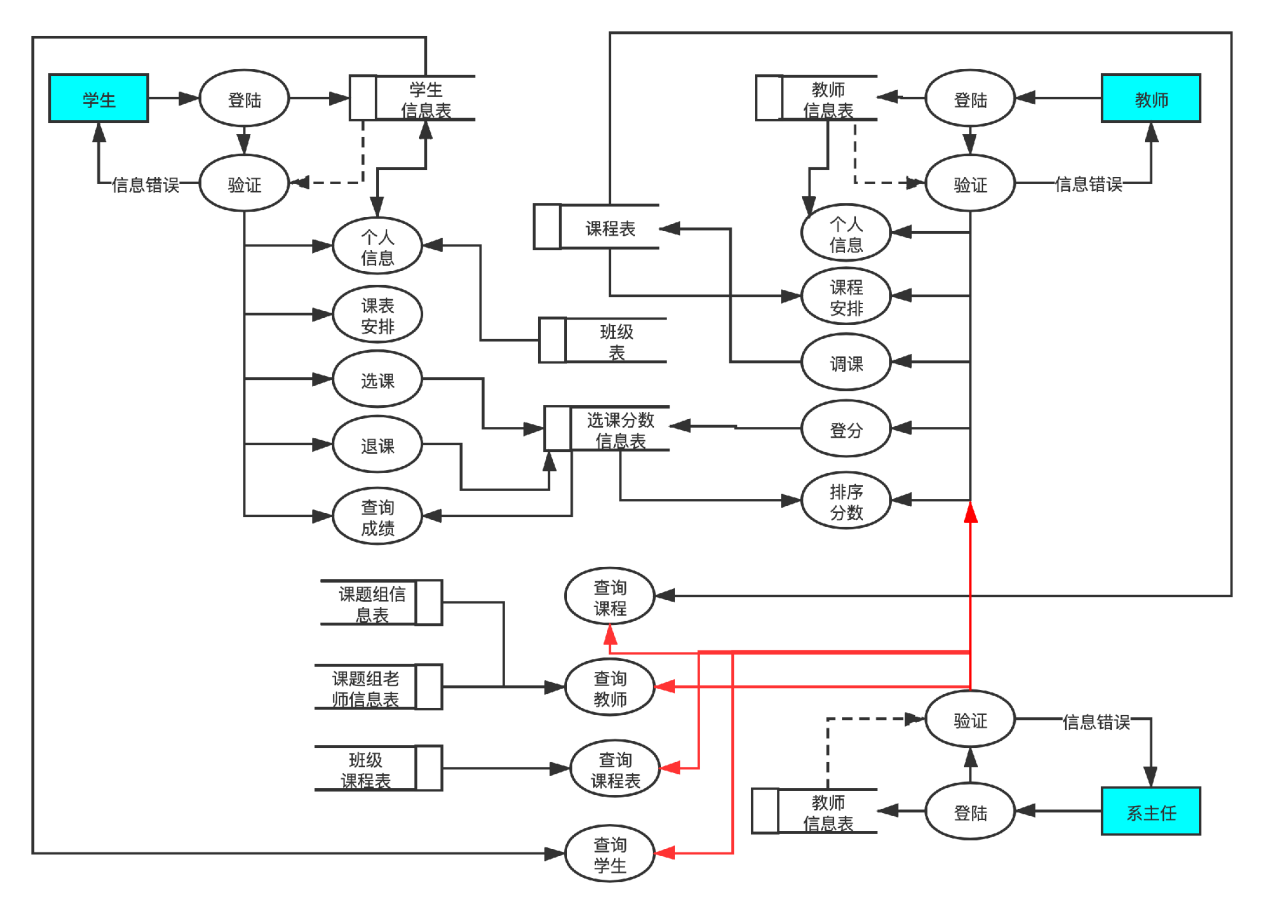 学生
登陆
学生
信息表
教师
信息表
登陆
教师
信息错误
验证
验证
信息错误
个人
信息
课程表
个人
信息
课表
安排
课程
安排
班级
表
选课
调课
选课分数
信息表
退课
登分
查询
成绩
排序
分数
课题组信
息表
查询
课程
课题组老
师信息表
查询
教师
验证
信息错误
班级
课程表
查询
课程表
教师
信息表
登陆
系主任
查询
学生